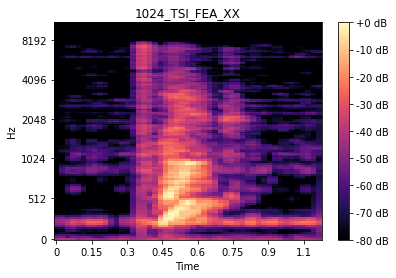 1024_TSI_FEA_XX
8192
4096
2048
1024
512
0
Hz
0
0.15
0.3
0.45
0.6
0.75
0.9
1.1
Time
+0 dB
-10 dB
-20 dB
-30 dB
-40 dB
-50 dB
-60 dB
-70 dB
-80 dB